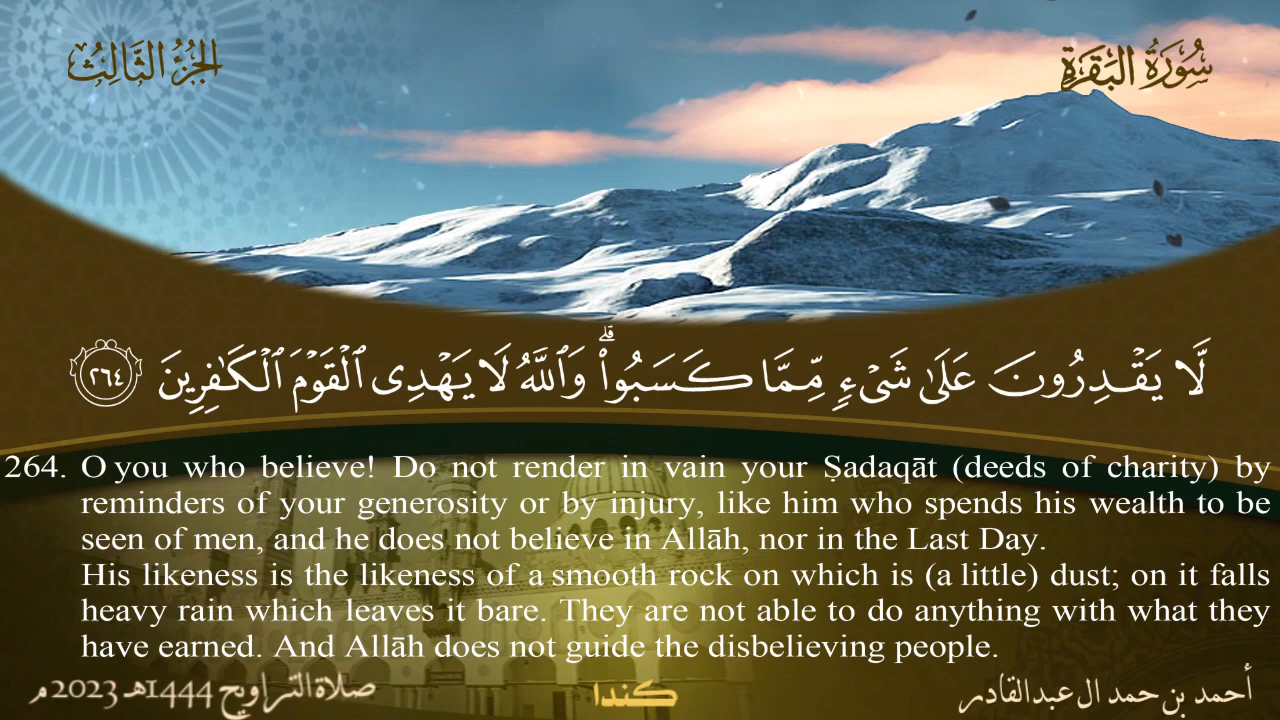 سُورَةُ البَقَرَةِ
الجُزْءُ الثَّالِثُ
لَّا يَقْدِرُونَ عَلَىٰ شَىْءٍ مِّمَّا كَسَبُوا۟ ۗ وَٱللَّهُ لَا يَهْدِى ٱلْقَوْمَ ٱلْكَـٰفِرِينَ ٢٦٤
264. O you who believe! Do not render in vain your Ṣadaqāt (deeds of charity) by
reminders of your generosity or by injury, like him who spends his wealth to be
seen of men, and he does not believe in Allāh, nor in the Last Day.
His likeness is the likeness of a smooth rock on which is (a little) dust; on it falls
heavy rain which leaves it bare. They are not able to do anything with what they
have earned. And Allāh does not guide the disbelieving people.
أحمد بن حمد ال عبدالقادر
كندا
صلاة التراويح 1444هـ 2023م